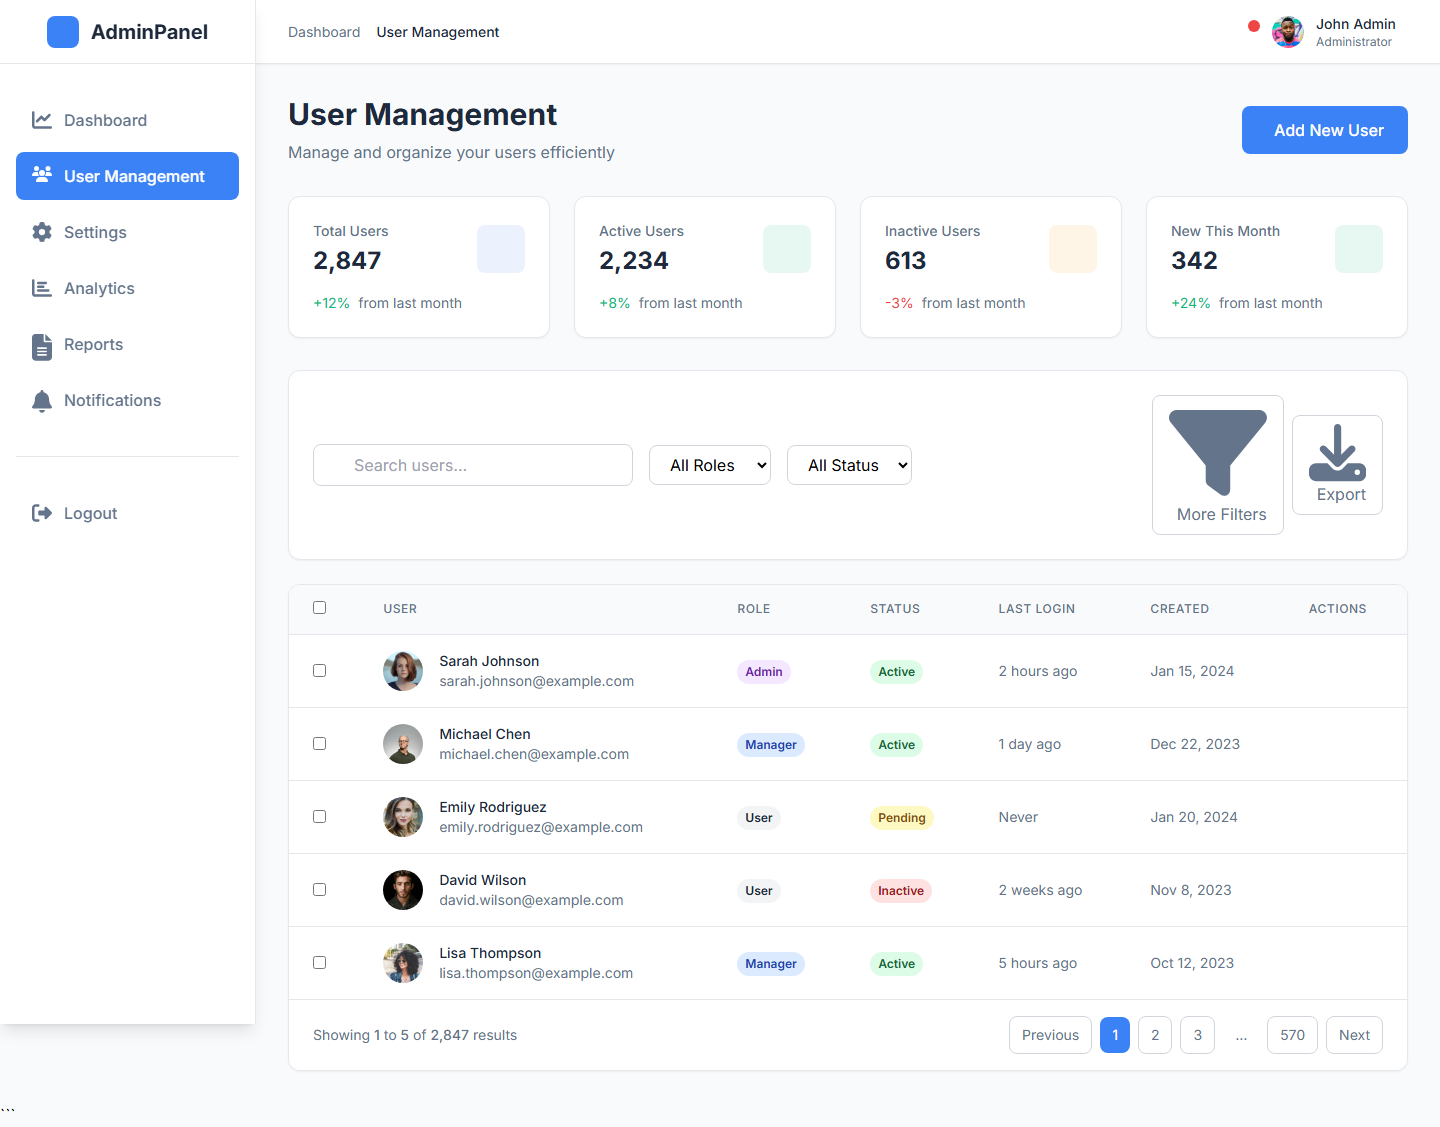 AdminPanel
Dashboard User Management
John Admin
Administrator
Dashboard
User Management
Settings
Analytics
Reports
Notifications
Logout
User Management
Manage and organize your users efficiently
Add New User
Total Users
2,847
+12% from last month
Active Users
2,234
+8% from last month
Inactive Users
613
-3% from last month
New This Month
342
+24% from last month
Search users...
All Roles
All Status
More Filters
Export
USER ROLE STATUS LAST LOGIN CREATED ACTIONS
Sarah Johnson
sarah.johnson@example.com
Admin Active 2 hours ago Jan 15, 2024
Michael Chen
michael.chen@example.com
Manager Active 1 day ago Dec 22, 2023
Emily Rodriguez
emily.rodriguez@example.com
User Pending Never Jan 20, 2024
David Wilson
david.wilson@example.com
User Inactive 2 weeks ago Nov 8, 2023
Lisa Thompson
lisa.thompson@example.com
Manager Active 5 hours ago Oct 12, 2023
Showing 1 to 5 of 2,847 results
Previous 1 2 3 ... 570 Next
```